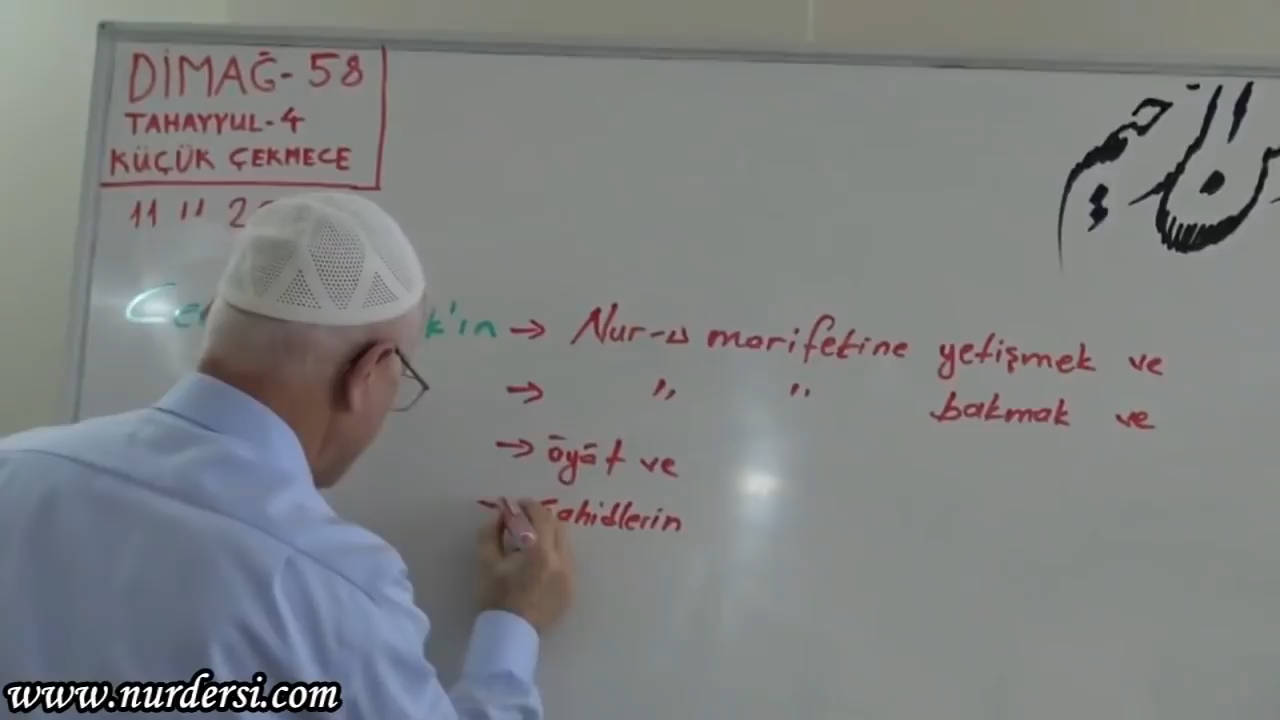 DİMAĞ-58
TAHAYYUL-4
KÜÇÜK ÇEKMECE
11 11
→ Nur-u marifetine yetişmek ve
→ " " bakmak ve
→ āyāt ve
şahidlerin
www.nurdersi.com